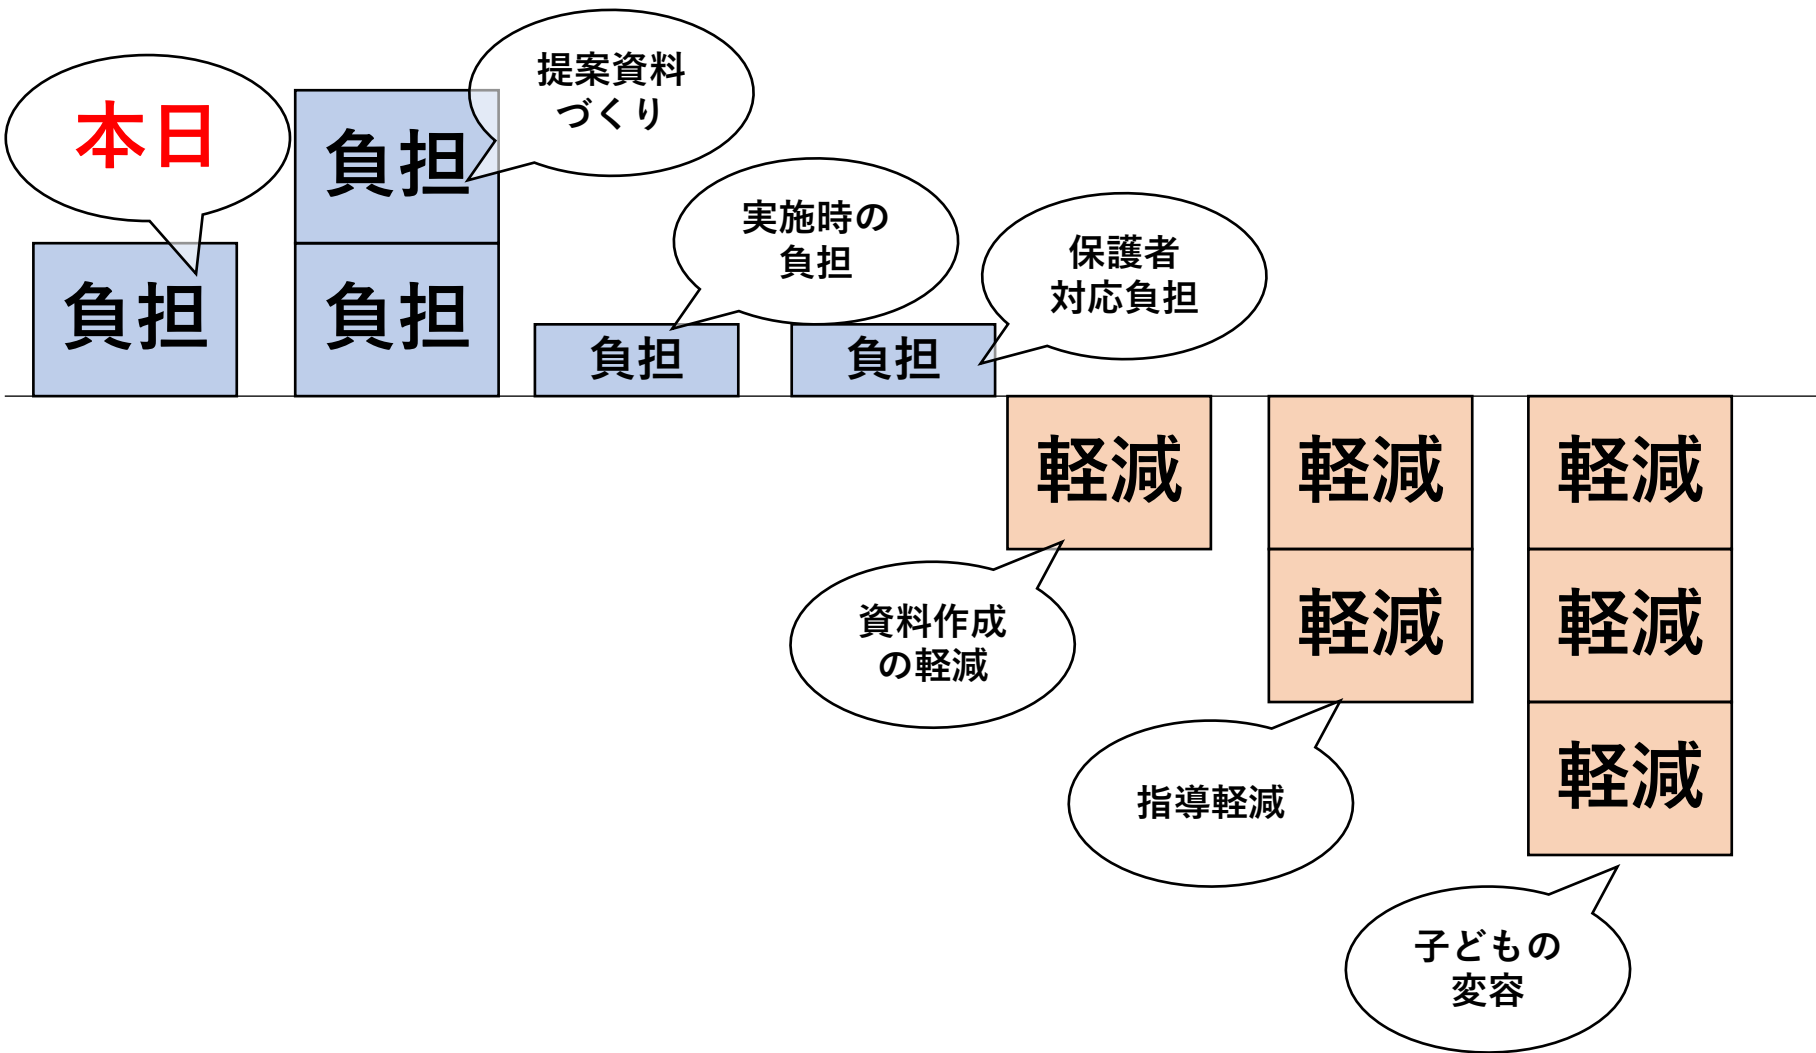 本日
負担
負担
負担
提案資料
づくり
負担
実施時の
負担
負担
保護者
対応負担
軽減
資料作成
の軽減
軽減
軽減
指導軽減
軽減
軽減
軽減
子どもの
変容